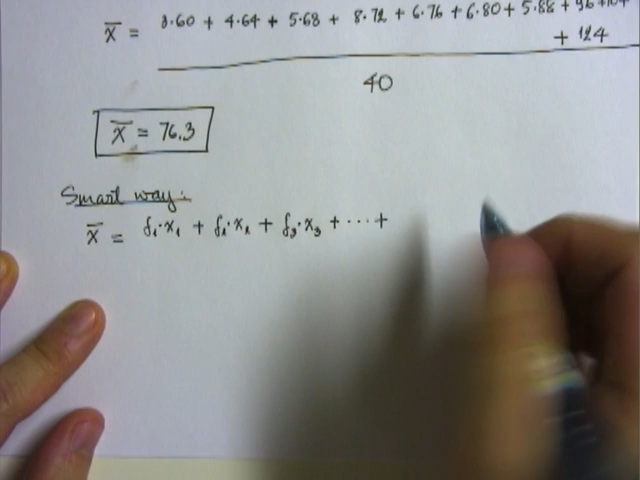 3·60 + 4·64 + 5·68 + 8·72 + 6·76 + 6·80 + 5·88 + 96 + 104
x̄ = + 124
40
x̄ = 76.3
Smart way:
x̄ = f₁·x₁ + f₂·x₂ + f₃·x₃ + ··· +